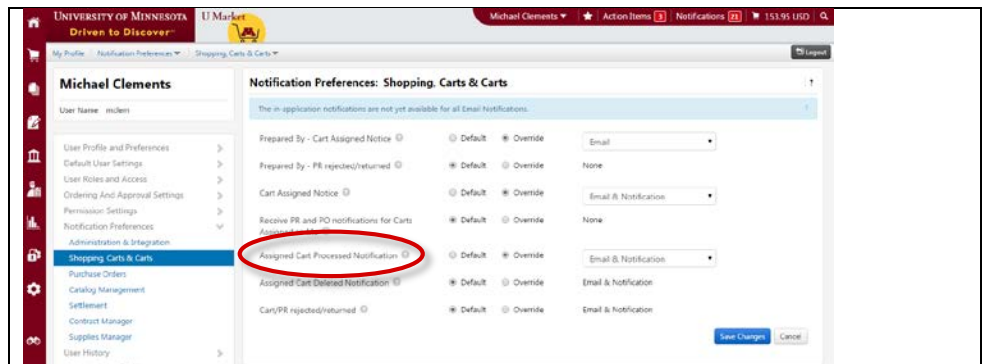 UNIVERSITY OF MINNESOTA
Driven to Discover
U Market
Michael Clements
Action Items 3
Notifications 21
153.95 USD
My Profile
Notification Preferences
Shopping, Carts & Carts
Logout
Michael Clements
User Name mclem
User Profile and Preferences
Default User Settings
User Roles and Access
Ordering And Approval Settings
Permission Settings
Notification Preferences
Administration & Integration
Shopping, Carts & Carts
Purchase Orders
Catalog Management
Settlement
Contract Manager
Supplies Manager
User History
Notification Preferences: Shopping, Carts & Carts
The in-application notifications are not yet available for all Email Notifications.
Prepared By - Cart Assigned Notice Default Override Email
Prepared By - PR rejected/returned Default Override None
Cart Assigned Notice Default Override Email & Notification
Receive PR and PO notifications for Carts Default Override None
Assigned Cart Processed Notification Default Override Email & Notification
Assigned Cart Deleted Notification Default Override Email & Notification
Cart/PR rejected/returned Default Override Email & Notification
Save Changes
Cancel